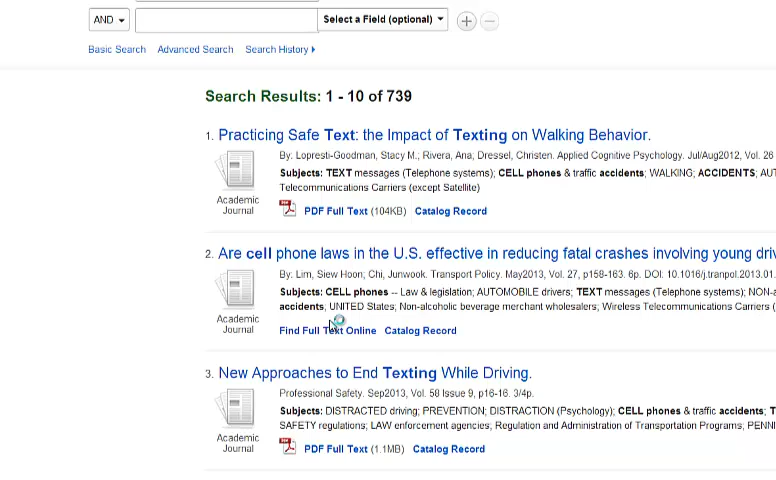 AND
Select a Field (optional)
Basic Search Advanced Search Search History
Search Results: 1 - 10 of 739
1. Practicing Safe Text: the Impact of Texting on Walking Behavior.
By: Lopresti-Goodman, Stacy M.; Rivera, Ana; Dressel, Christen. Applied Cognitive Psychology. Jul/Aug2012, Vol. 26
Subjects: TEXT messages (Telephone systems); CELL phones & traffic accidents; WALKING; ACCIDENTS; AUT
Telecommunications Carriers (except Satellite)
Academic
Journal
PDF Full Text (104KB) Catalog Record
2. Are cell phone laws in the U.S. effective in reducing fatal crashes involving young driv
By: Lim, Siew Hoon; Chi, Junwook. Transport Policy. May2013, Vol. 27, p158-163. 6p. DOI: 10.1016/j.tranpol.2013.01.
Subjects: CELL phones -- Law & legislation; AUTOMOBILE drivers; TEXT messages (Telephone systems); NON-a
accidents; UNITED States; Non-alcoholic beverage merchant wholesalers; Wireless Telecommunications Carriers (
Academic
Journal
Find Full Text Online Catalog Record
3. New Approaches to End Texting While Driving.
Professional Safety. Sep2013, Vol. 58 Issue 9, p16-16. 3/4p.
Subjects: DISTRACTED driving; PREVENTION; DISTRACTION (Psychology); CELL phones & traffic accidents; T
SAFETY regulations; LAW enforcement agencies; Regulation and Administration of Transportation Programs; PENNI
Academic
Journal
PDF Full Text (1.1MB) Catalog Record